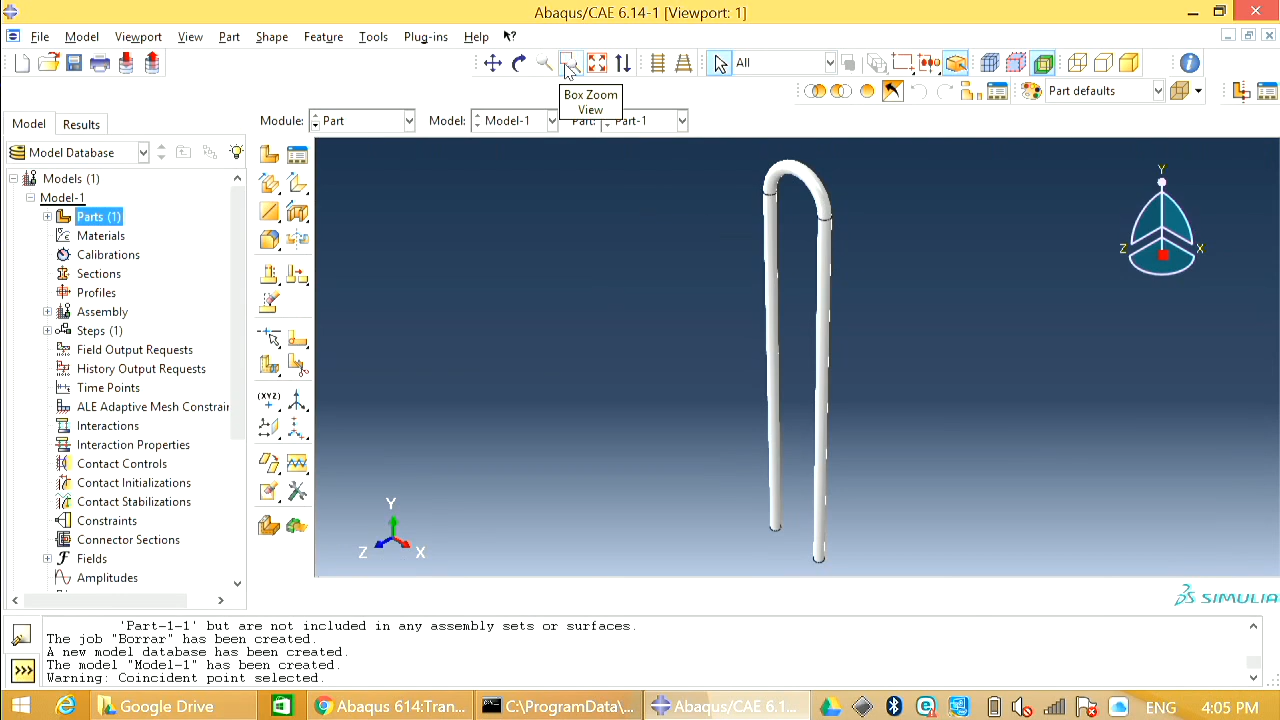 Abaqus/CAE 6.14-1 [Viewport: 1]
File Model Viewport View Part Shape Feature Tools Plug-ins Help
All
Box Zoom
View
Part defaults
Model Results
Module: Part Model: Model-1 Part: Part-1
Model Database
Models (1)
Model-1
Parts (1)
Materials
Calibrations
Sections
Profiles
Assembly
Steps (1)
Field Output Requests
History Output Requests
Time Points
ALE Adaptive Mesh Constrain
Interactions
Interaction Properties
Contact Controls
Contact Initializations
Contact Stabilizations
Constraints
Connector Sections
Fields
Amplitudes
(XYZ)
Y
Z X
Y
Z X
SIMULIA
'Part-1-1' but are not included in any assembly sets or surfaces.
The job "Borrar" has been created.
A new model database has been created.
The model "Model-1" has been created.
Warning: Coincident point selected.
>>>
Google Drive
Abaqus 614:Tran...
C:\ProgramData\...
Abaqus/CAE 6.1...
ENG 4:05 PM